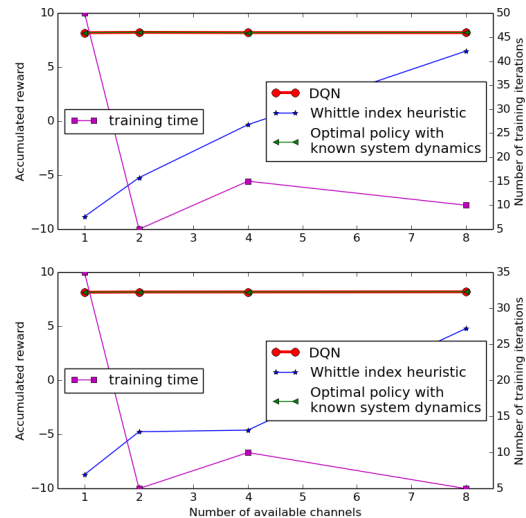 10
5
0
−5
−10
Accumulated reward
50
45
40
35
30
25
20
15
10
5
Number of training iterations
training time
DQN
Whittle index heuristic
Optimal policy with
known system dynamics
1 2 3 4 5 6 7 8
10
5
0
−5
−10
Accumulated reward
35
30
25
20
15
10
5
Number of training iterations
training time
DQN
Whittle index heuristic
Optimal policy with
known system dynamics
1 2 3 4 5 6 7 8
Number of available channels